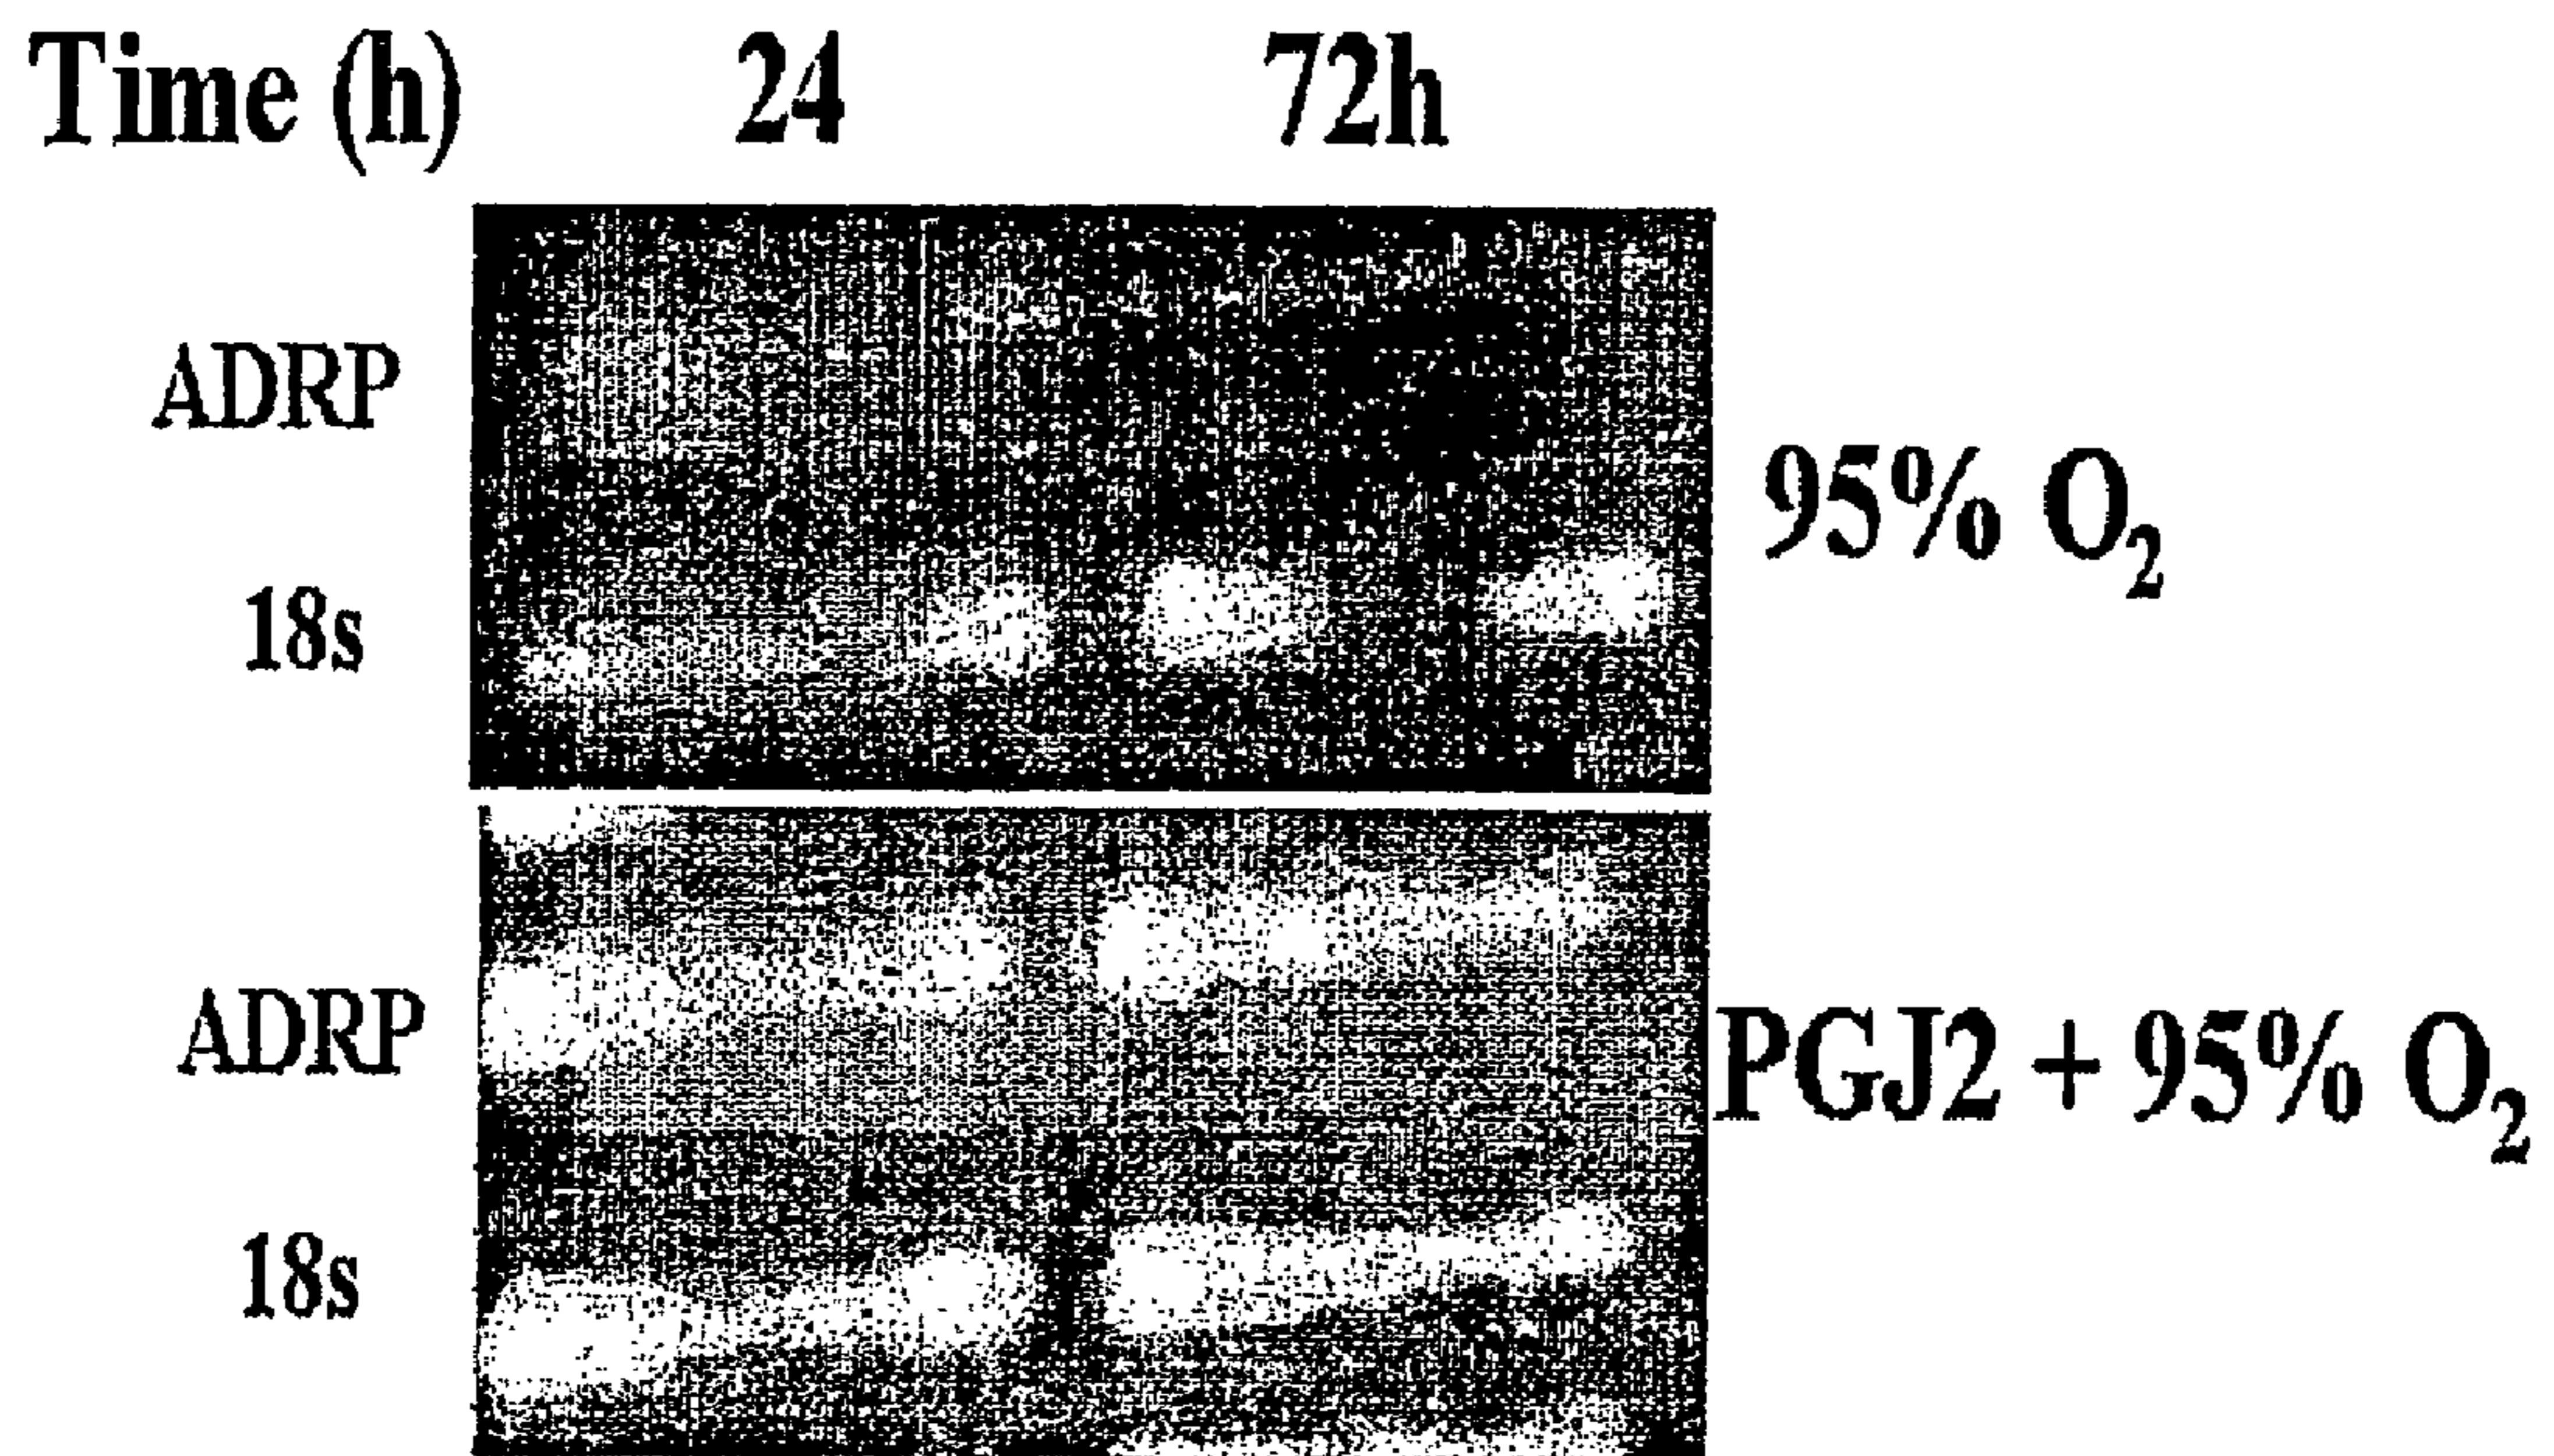 Time (h) 24 72h
ADRP
95% O₂
18s
ADRP
PGJ2 + 95% O₂
18s